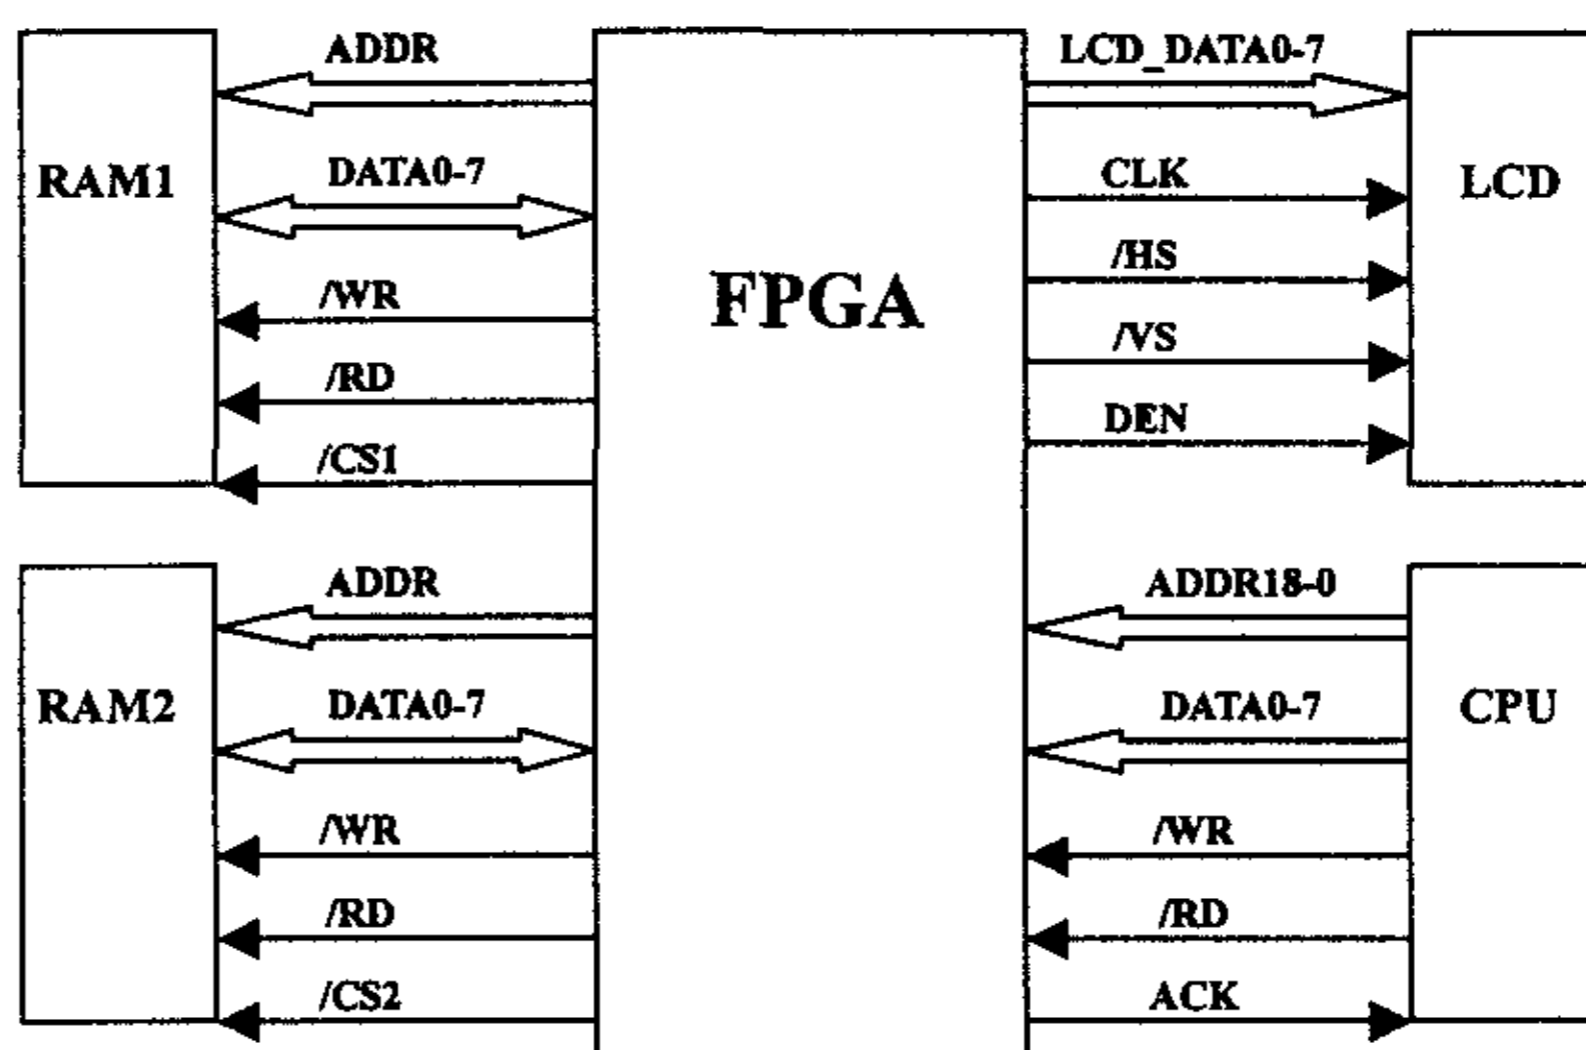 ADDR
RAM1
DATA0-7
/WR
/RD
/CS1
FPGA
LCD_DATA0-7
LCD
CLK
/HS
/VS
DEN
ADDR
RAM2
DATA0-7
/WR
/RD
/CS2
ADDR18-0
CPU
DATA0-7
/WR
/RD
ACK